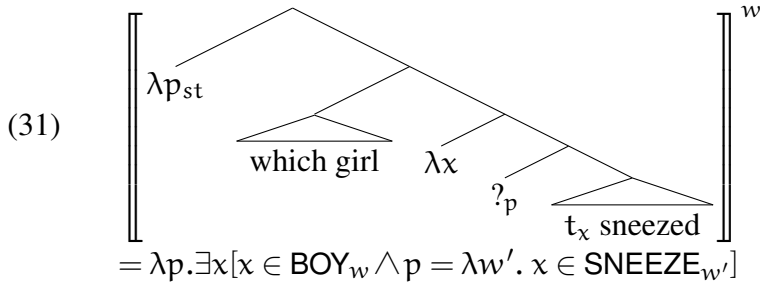 w
λp_st
(31)
which girl
λx
?_p
t_x sneezed
= λp.∃x[x ∈ BOY_w ∧ p = λw′. x ∈ SNEEZE_w′]